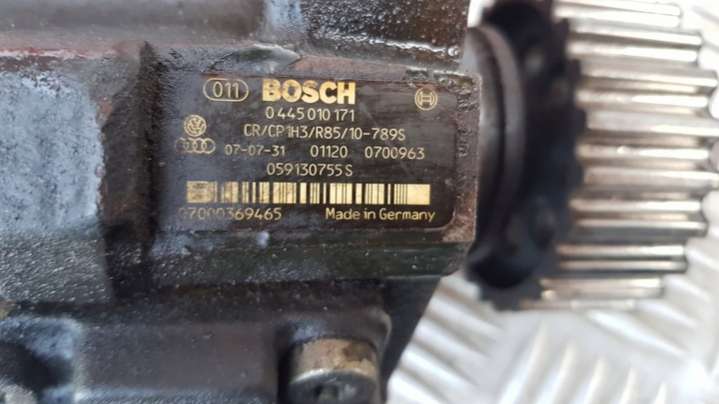 011 BOSCH
0 445 010 171
CR/CP1H3/R85/10-789S
07-07-31 01120 0700963
059130755S
07000369465 Made in Germany